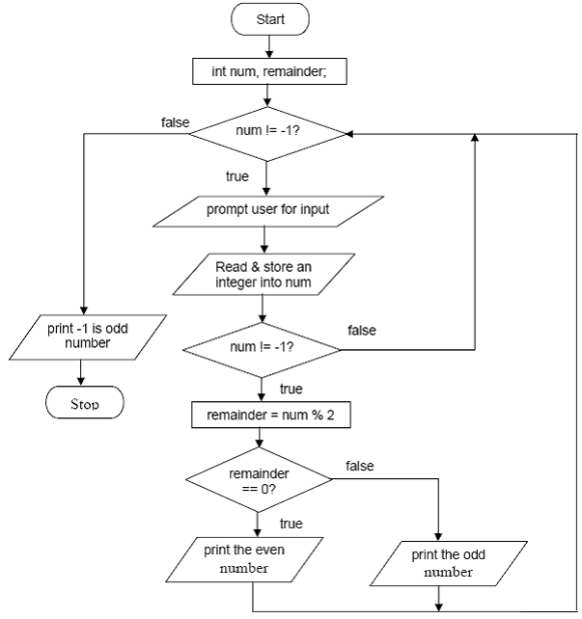 Start
int num, remainder;
num != -1?
false
true
prompt user for input
Read & store an
integer into num
num != -1?
false
true
print -1 is odd
number
Stop
remainder = num % 2
remainder
== 0?
false
true
print the even
number
print the odd
number